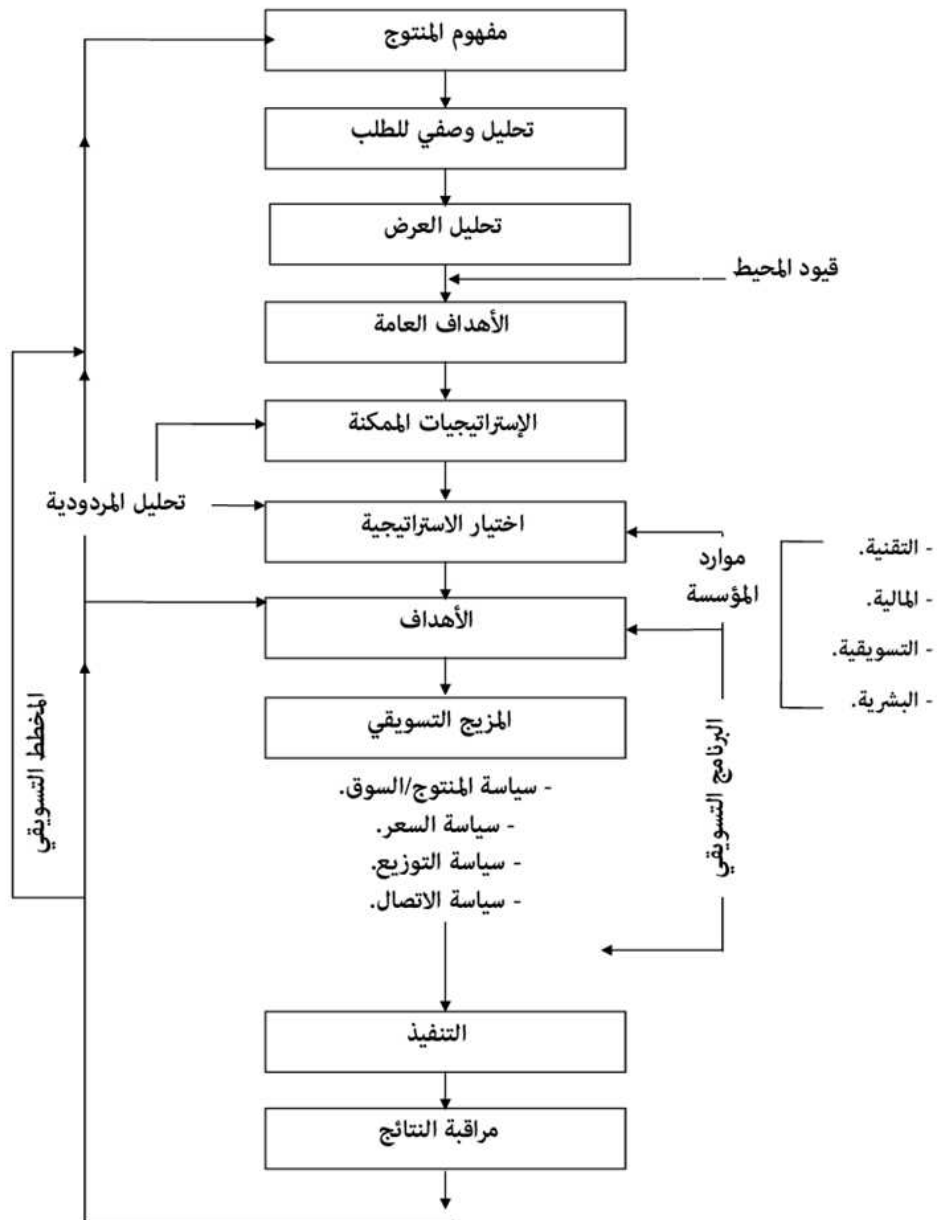 مفهوم المنتوج
تحليل وصفي للطلب
تحليل العرض
قيود المحيط
الأهداف العامة
الإستراتيجيات الممكنة
تحليل المردودية
اختيار الاستراتيجية
موارد
المؤسسة
- التقنية.
- المالية.
- التسويقية.
- البشرية.
الأهداف
المزيج التسويقي
- سياسة المنتوج/السوق.
- سياسة السعر.
- سياسة التوزيع.
- سياسة الاتصال.
البرنامج التسويقي
المخطط التسويقي
التنفيذ
مراقبة النتائج